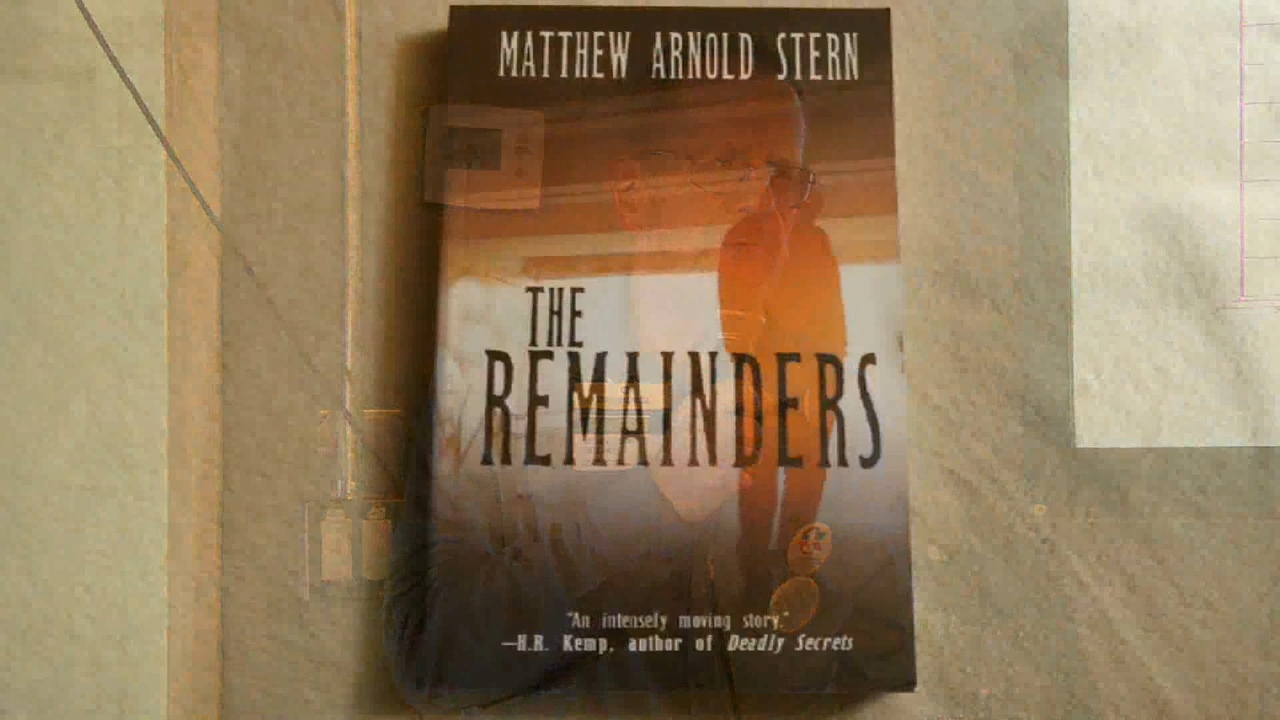 MATTHEW ARNOLD STERN
THE
REMAINDERS
"An intensely moving story."
—H.R. Kemp, author of Deadly Secrets